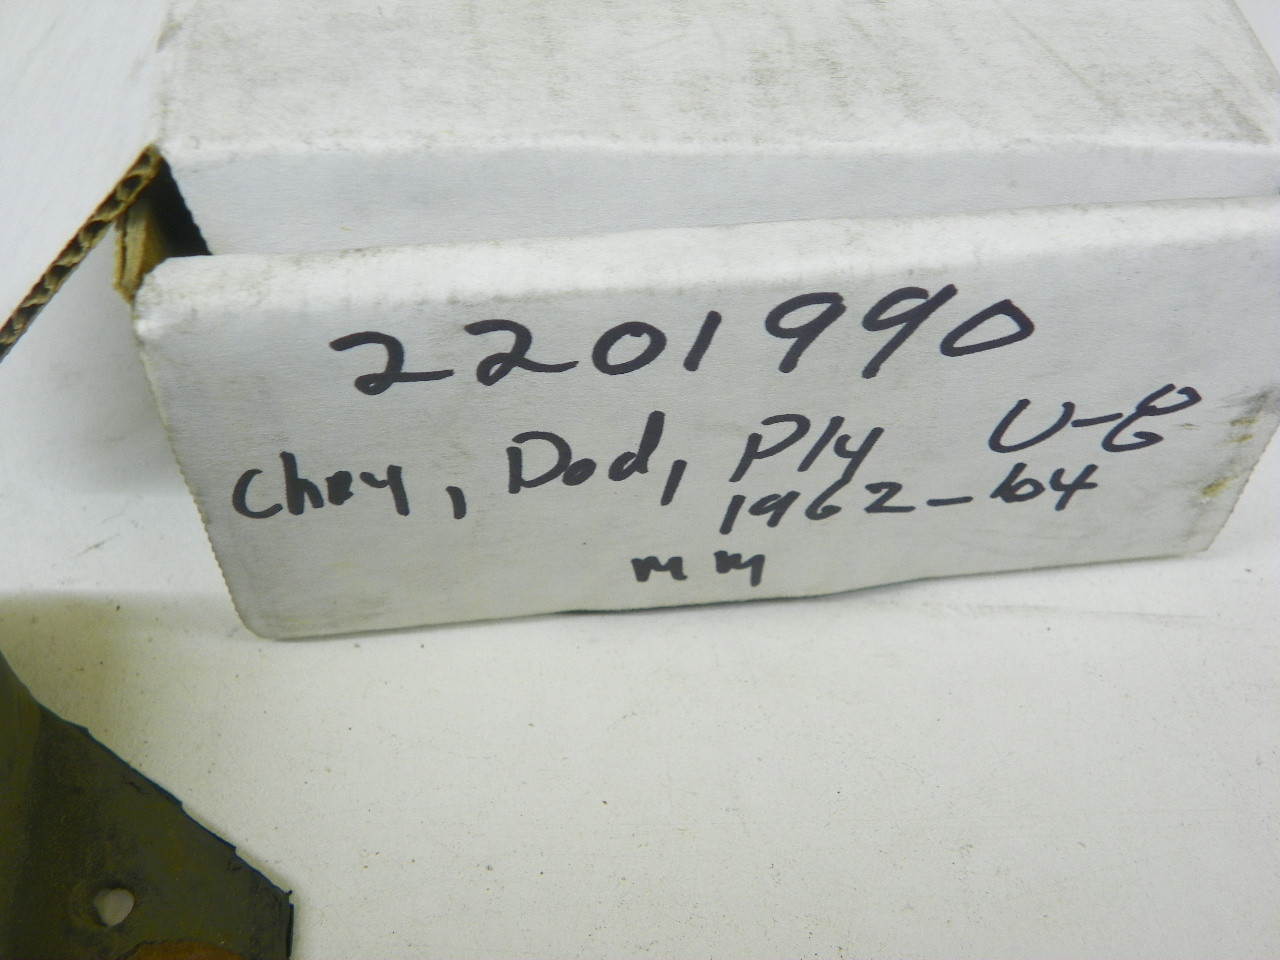 2201990
Chry, Dod, Ply V-8
1962-64
MM